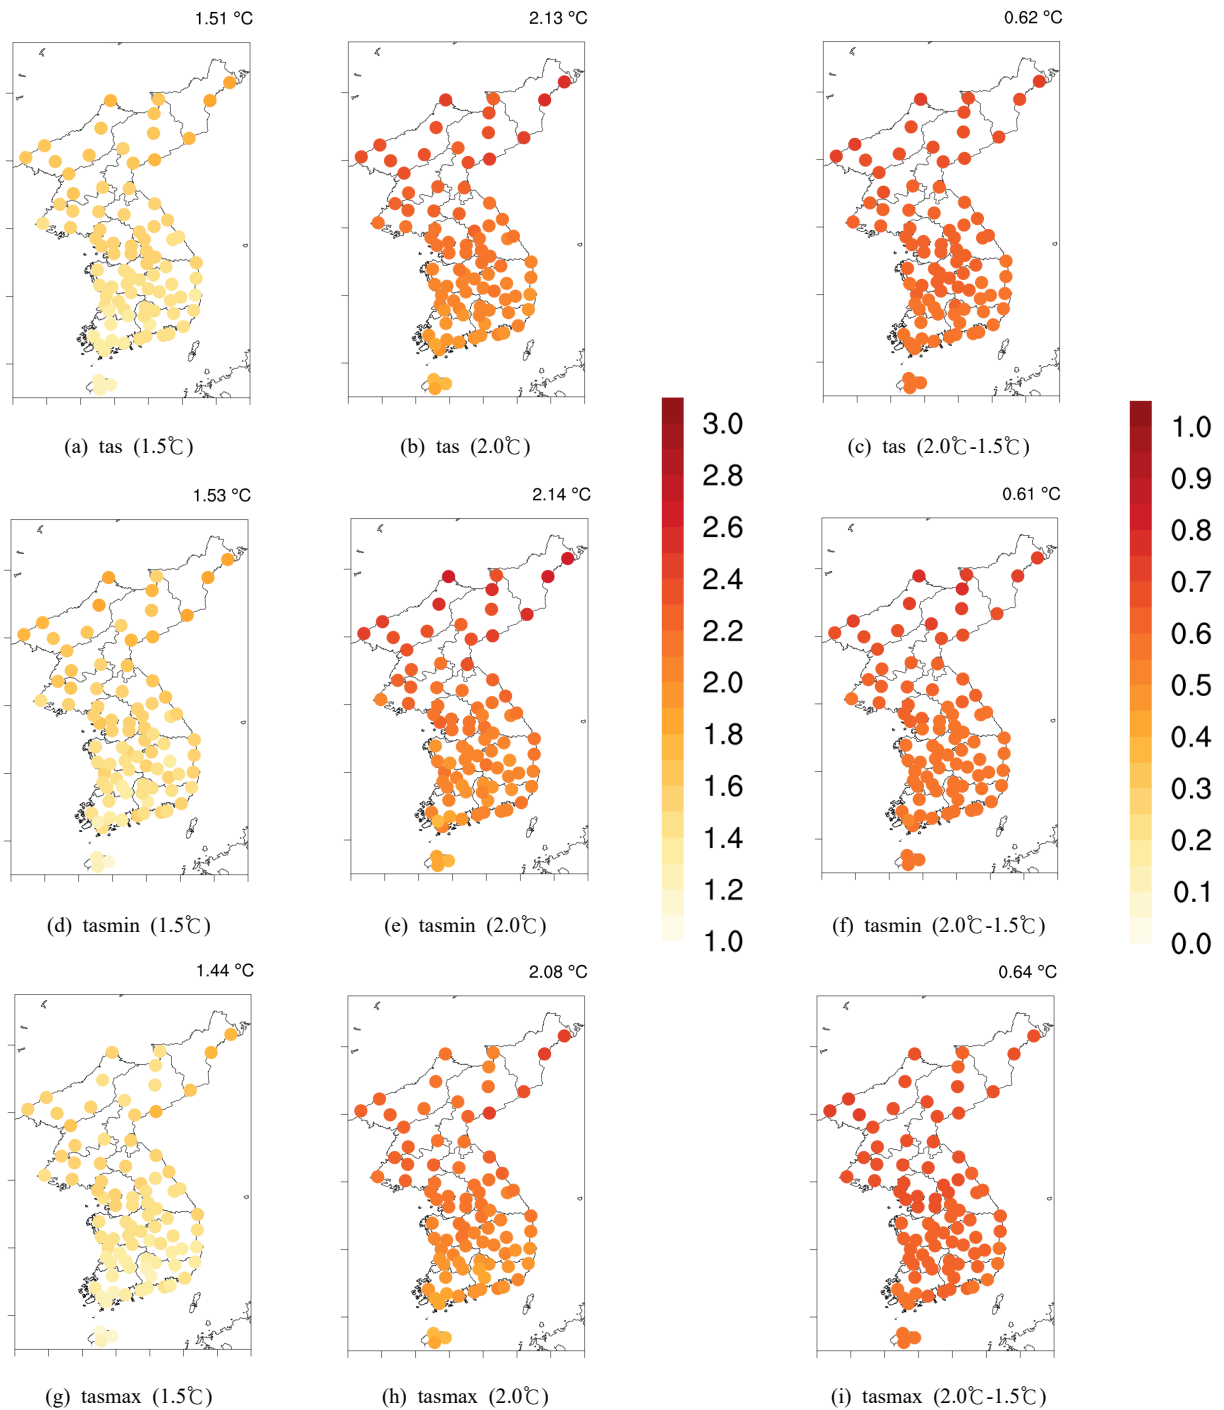 1.51 °C
2.13 °C
0.62 °C
(a) tas (1.5℃)
(b) tas (2.0℃)
(c) tas (2.0℃-1.5℃)
1.53 °C
2.14 °C
0.61 °C
(d) tasmin (1.5℃)
(e) tasmin (2.0℃)
(f) tasmin (2.0℃-1.5℃)
1.44 °C
2.08 °C
0.64 °C
(g) tasmax (1.5℃)
(h) tasmax (2.0℃)
(i) tasmax (2.0℃-1.5℃)
3.0
2.8
2.6
2.4
2.2
2.0
1.8
1.6
1.4
1.2
1.0
1.0
0.9
0.8
0.7
0.6
0.5
0.4
0.3
0.2
0.1
0.0